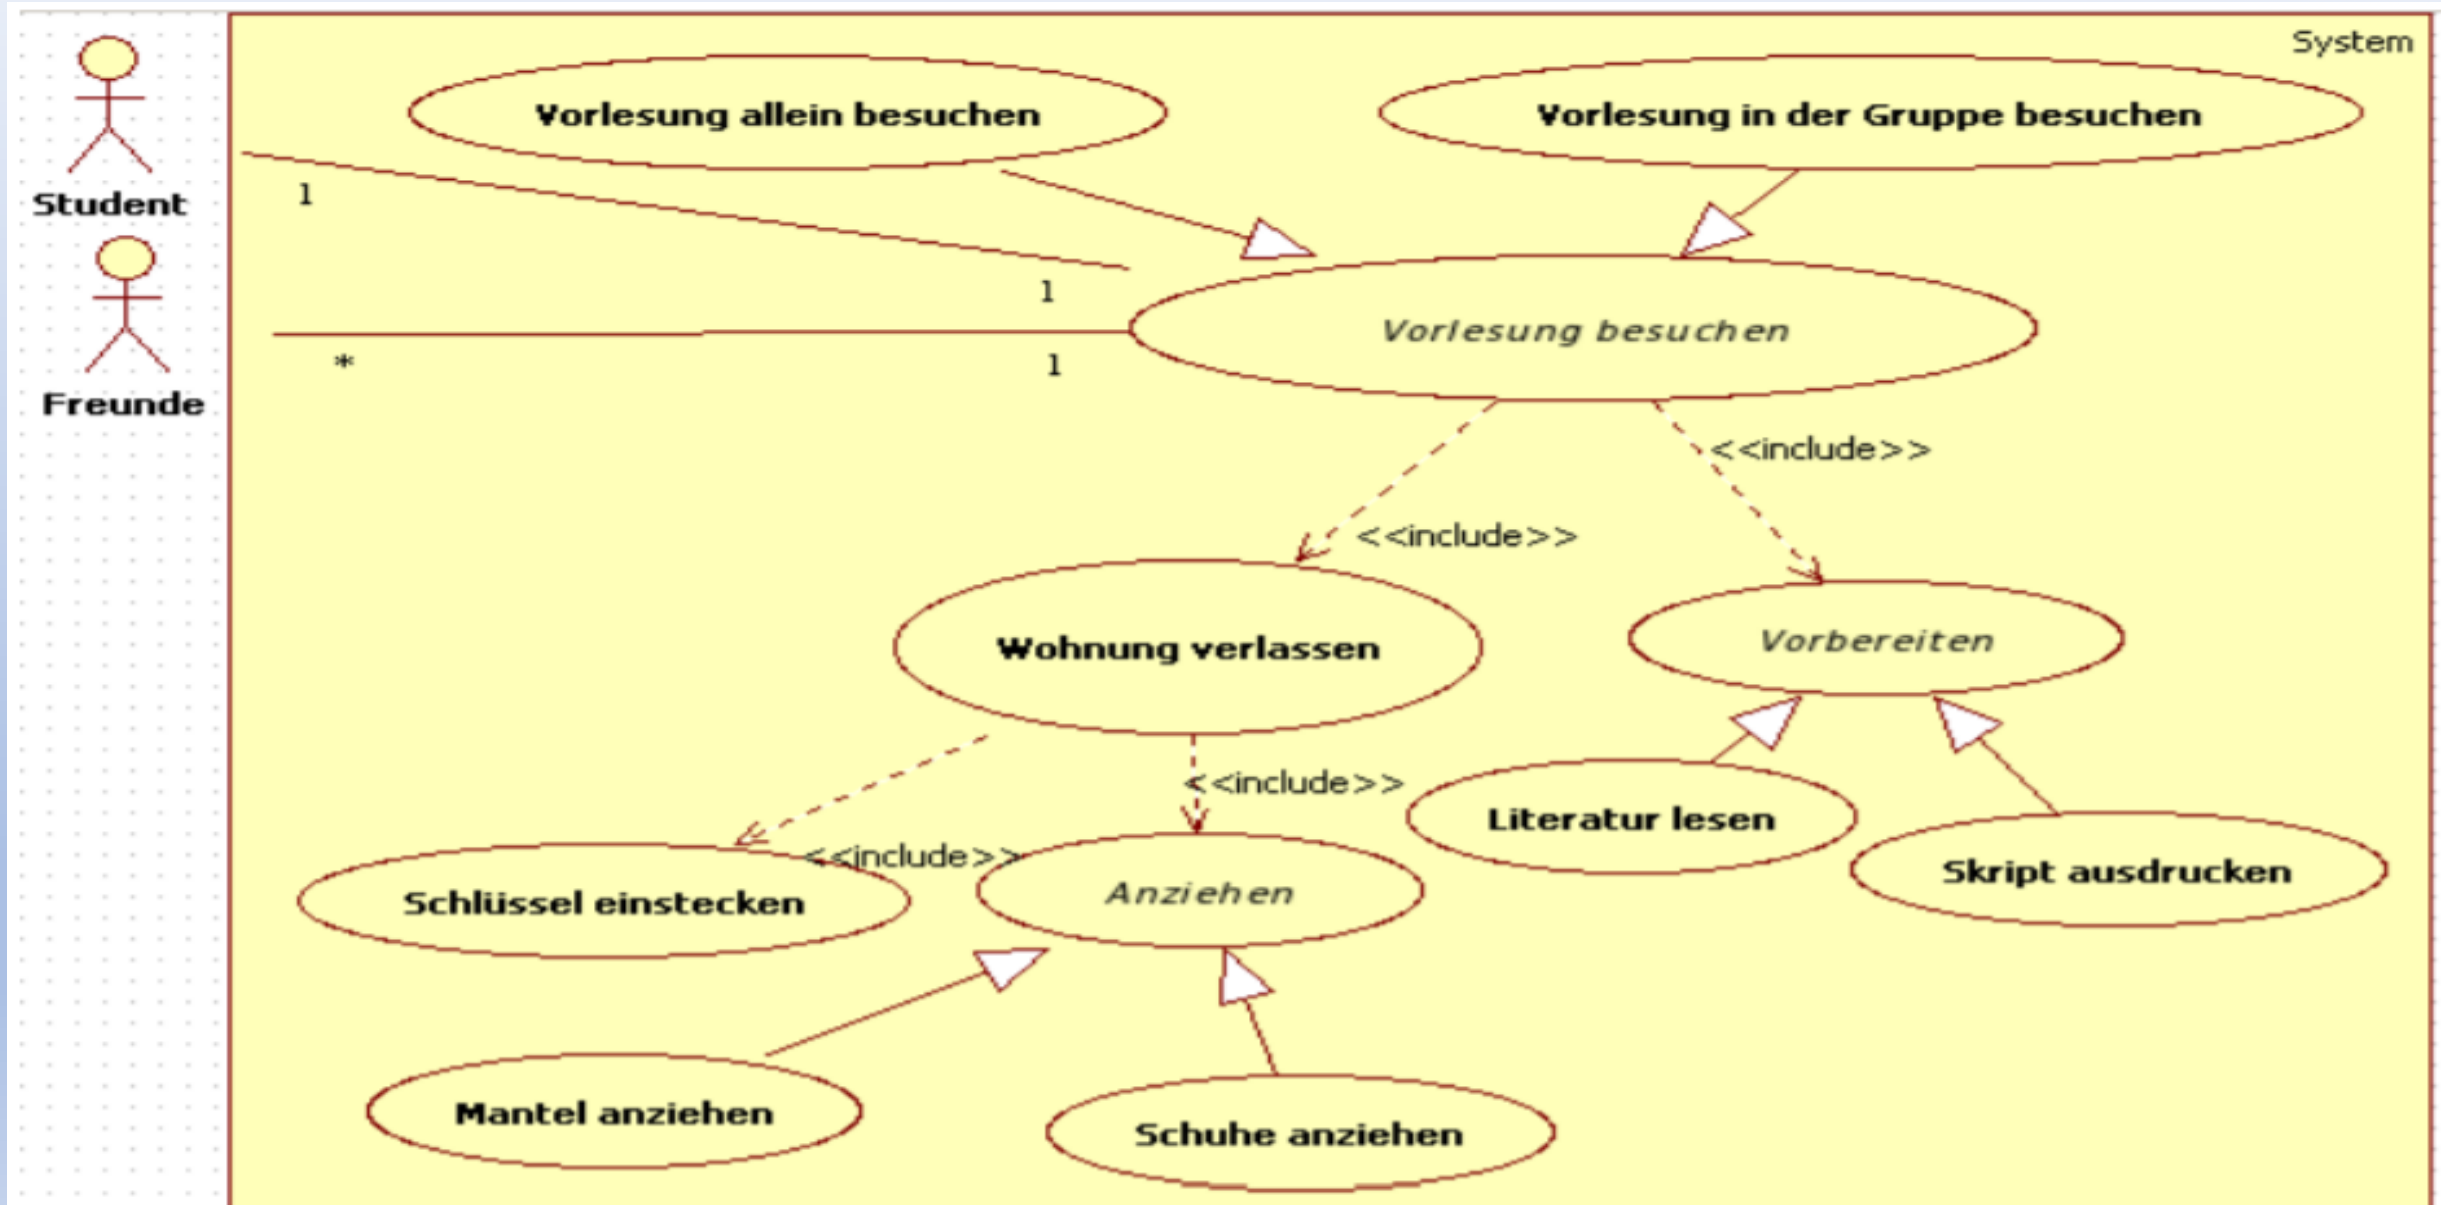 System
Vorlesung allein besuchen
Vorlesung in der Gruppe besuchen
Student
1
1
Vorlesung besuchen
*
1
Freunde
<<include>>
<<include>>
Wohnung verlassen
Vorbereiten
<<include>>
Literatur lesen
<<include>>
Skript ausdrucken
Schlüssel einstecken
Anziehen
Mantel anziehen
Schuhe anziehen